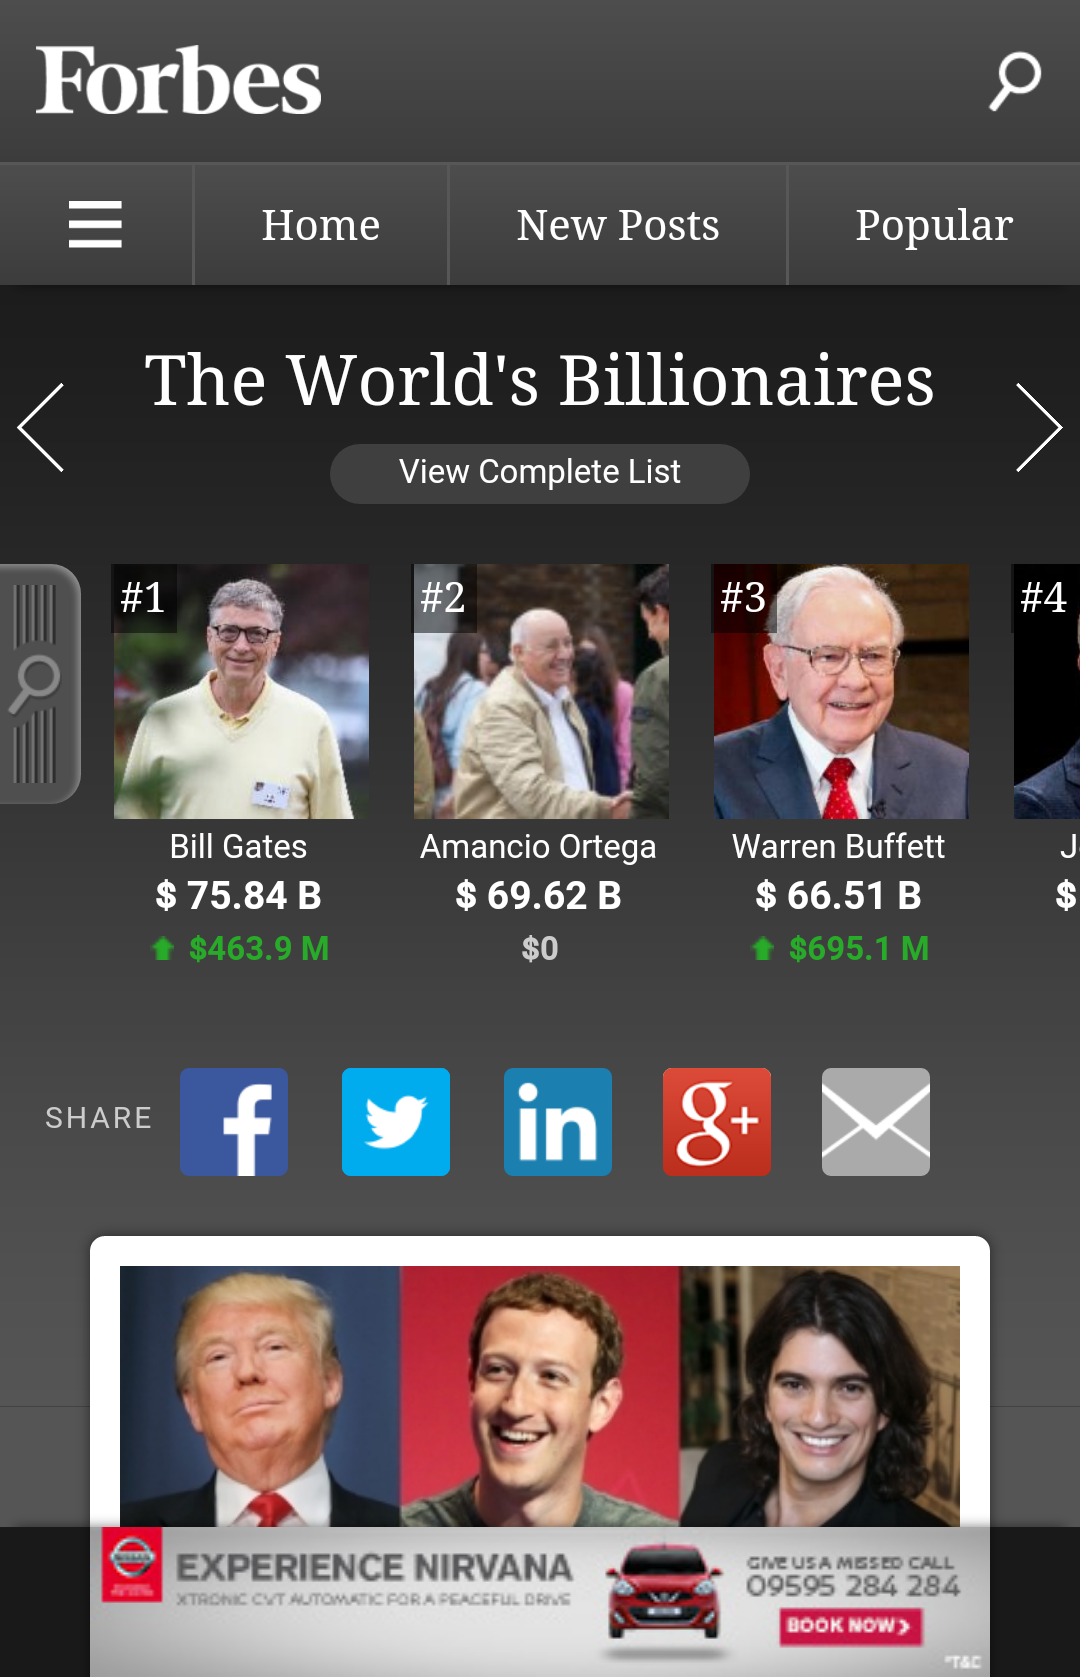 Forbes
Home
New Posts
Popular
The World's Billionaires
View Complete List
#1
#2
#3
#4
Bill Gates
Amancio Ortega
Warren Buffett
J
$ 75.84 B
$ 69.62 B
$ 66.51 B
$
$463.9 M
$0
$695.1 M
SHARE
f
in
g+
NISSAN
EXPERIENCE NIRVANA
XTRONIC CVT AUTOMATIC FOR A PEACEFUL DRIVE
GIVE US A MISSED CALL
09595 284 284
BOOK NOW
*T&C